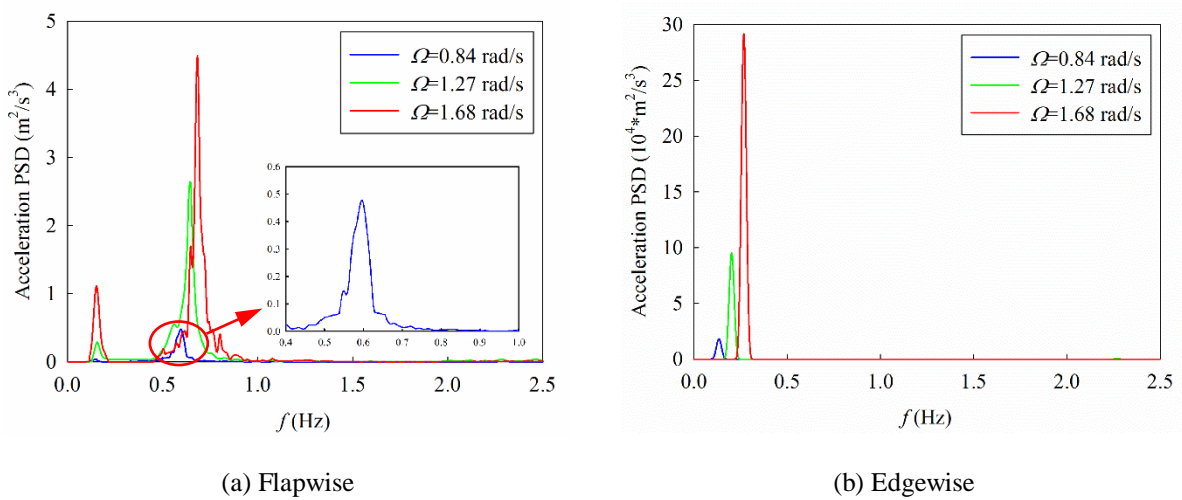 5
4
3
2
1
0
Acceleration PSD (m²/s³)
Ω=0.84 rad/s
Ω=1.27 rad/s
Ω=1.68 rad/s
0.6
0.5
0.4
0.3
0.2
0.1
0.0
0.4 0.5 0.6 0.7 0.8 0.9 1.0
0.0 0.5 1.0 1.5 2.0 2.5
f (Hz)
(a) Flapwise
30
25
20
15
10
5
0
Acceleration PSD (10⁴*m²/s³)
Ω=0.84 rad/s
Ω=1.27 rad/s
Ω=1.68 rad/s
0.0 0.5 1.0 1.5 2.0 2.5
f (Hz)
(b) Edgewise